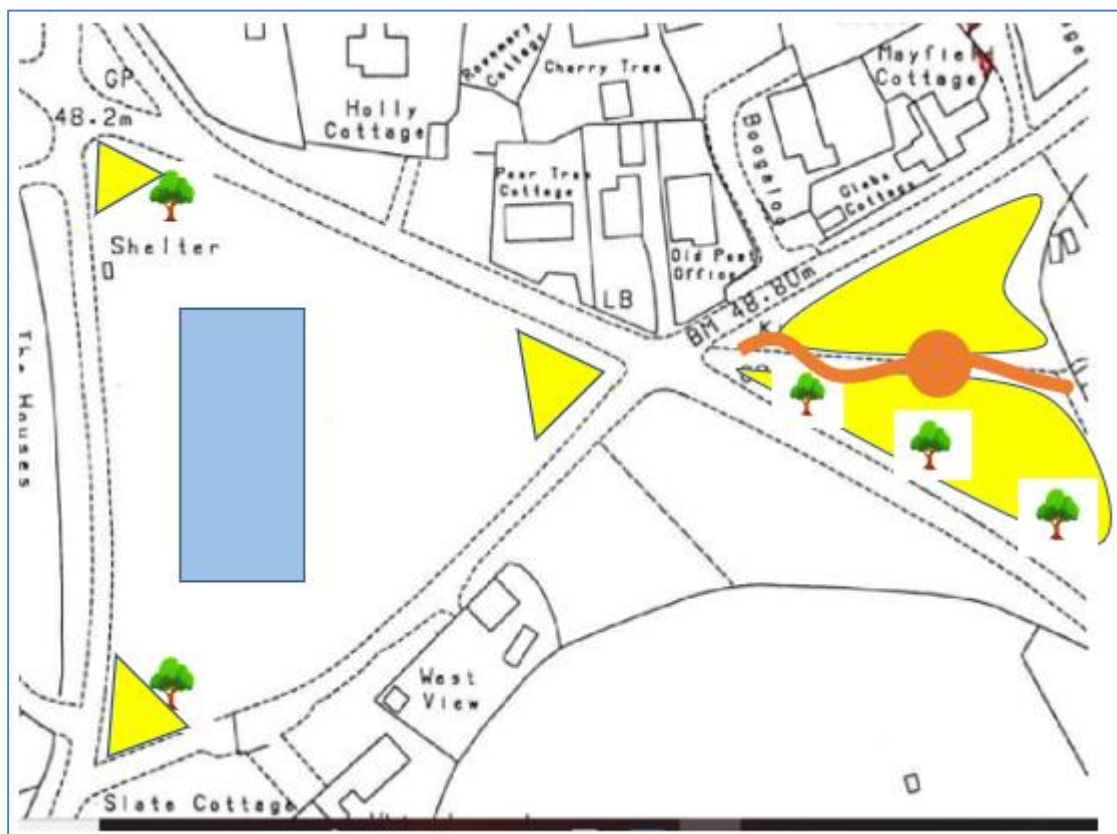 GP
48.2m
Holly
Cottage
Rosemary
Cottage
Cherry Tree
Mayfield
Cottage
Pear Tree
Cottage
Glebe
Cottage
Old Post
Office
LB
BM 48.80m
Shelter
The Houses
West
View
Slate Cottage